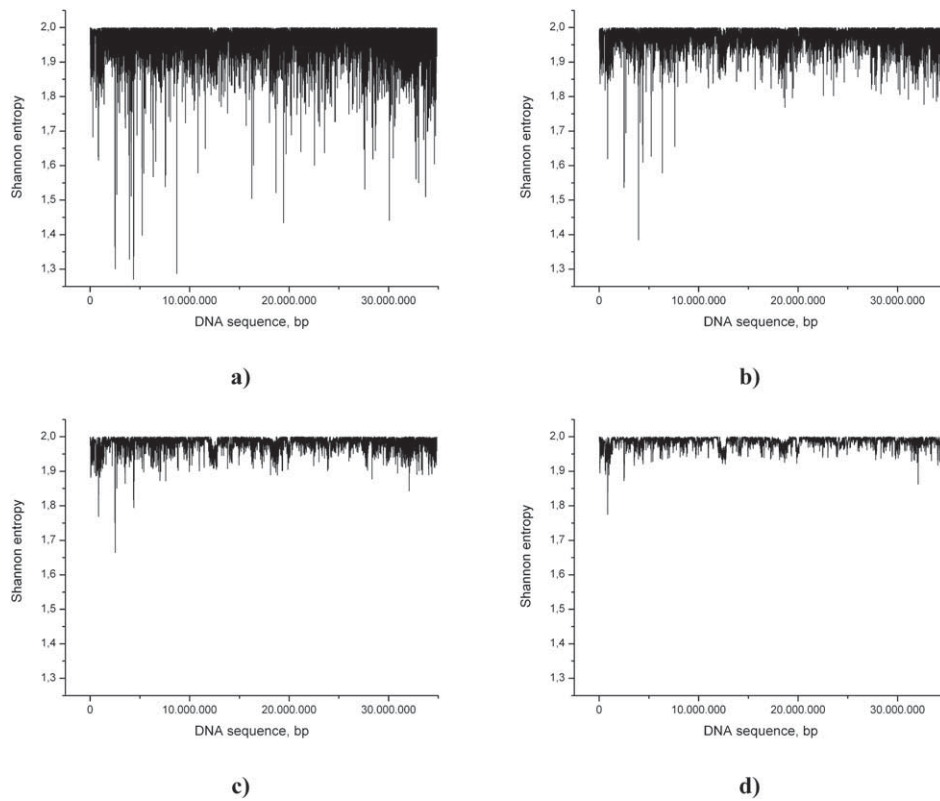 2,0
1,9
1,8
1,7
1,6
1,5
1,4
1,3
Shannon entropy
0 10.000.000 20.000.000 30.000.000
DNA sequence, bp
a)
2,0
1,9
1,8
1,7
1,6
1,5
1,4
1,3
Shannon entropy
0 10.000.000 20.000.000 30.000.000
DNA sequence, bp
b)
2,0
1,9
1,8
1,7
1,6
1,5
1,4
1,3
Shannon entropy
0 10.000.000 20.000.000 30.000.000
DNA sequence, bp
c)
2,0
1,9
1,8
1,7
1,6
1,5
1,4
1,3
Shannon entropy
0 10.000.000 20.000.000 30.000.000
DNA sequence, bp
d)